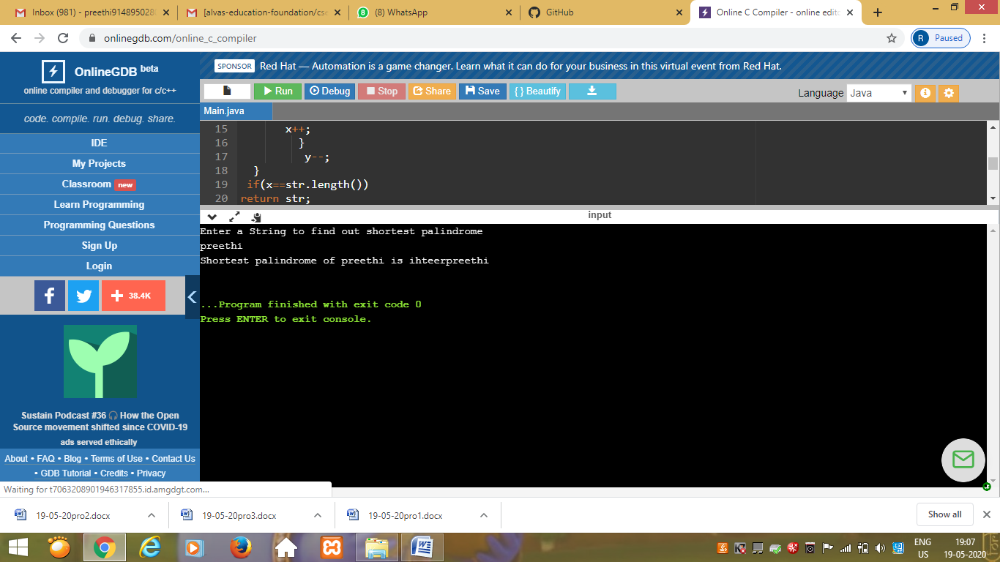 Inbox (981) - preethi914895028
[alvas-education-foundation/cse
(8) WhatsApp
GitHub
Online C Compiler - online edito
onlinegdb.com/online_c_compiler
R Paused
OnlineGDB beta
online compiler and debugger for c/c++
code. compile. run. debug. share.
IDE
My Projects
Classroom new
Learn Programming
Programming Questions
Sign Up
Login
38.4K
Sustain Podcast #36 🎧 How the Open
Source movement shifted since COVID-19
ads served ethically
About • FAQ • Blog • Terms of Use • Contact Us
• GDB Tutorial • Credits • Privacy
SPONSOR Red Hat — Automation is a game changer. Learn what it can do for your business in this virtual event from Red Hat.
Run Debug Stop Share Save { } Beautify Language Java
Main.java
15 x++;
16 }
17 y--;
18 }
19 if(x==str.length())
20 return str;
input
Enter a String to find out shortest palindrome
preethi
Shortest palindrome of preethi is ihteerpreethi
...Program finished with exit code 0
Press ENTER to exit console.
Waiting for t7063208901946317855.id.amgdgt.com...
19-05-20pro2.docx
19-05-20pro3.docx
19-05-20pro1.docx
Show all
ENG
US
19:07
19-05-2020